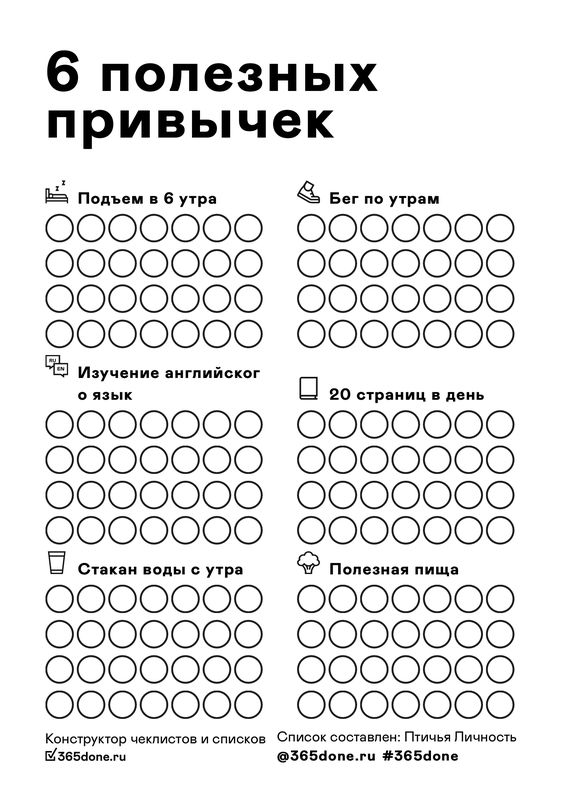 6 полезных
привычек
Подъем в 6 утра
Бег по утрам
RU
EN
Изучение английског
о язык
20 страниц в день
Стакан воды с утра
Полезная пища
Конструктор чеклистов и списков
365done.ru
Список составлен: Птичья Личность
@365done.ru #365done